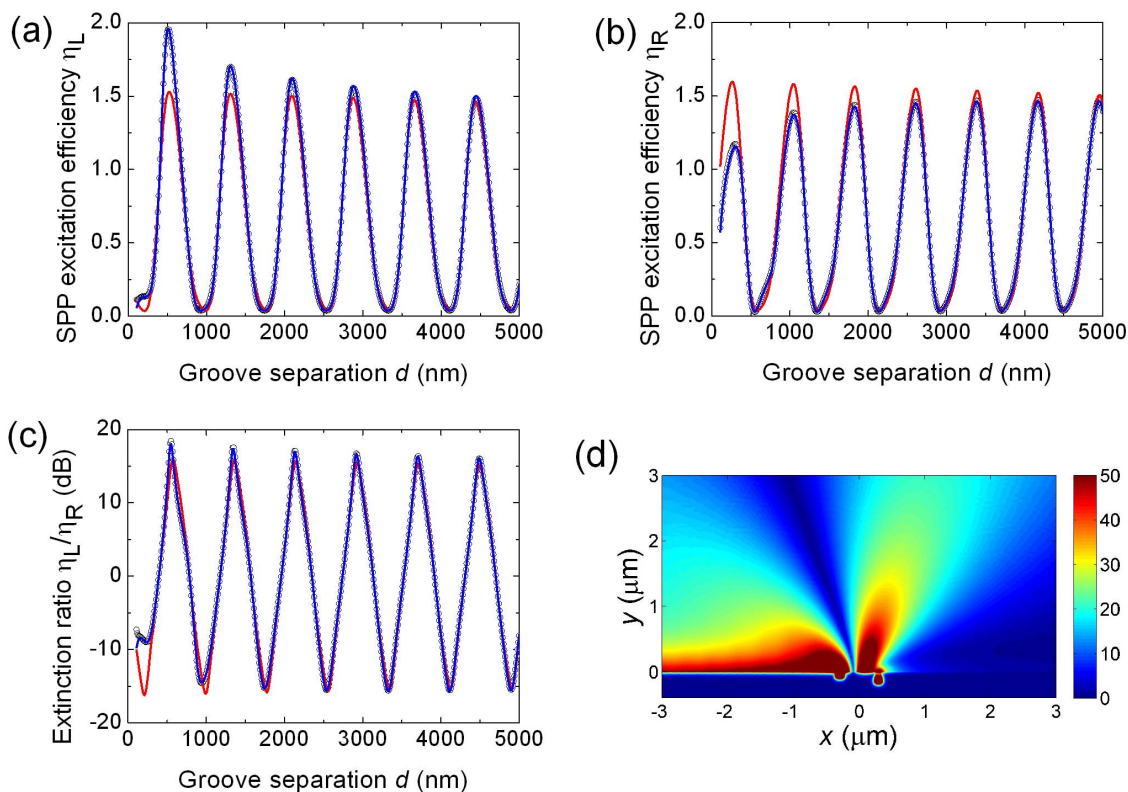 (a)
SPP excitation efficiency ηL
2.0
1.5
1.0
0.5
0.0
0 1000 2000 3000 4000 5000
Groove separation d (nm)
(b)
SPP excitation efficiency ηR
2.0
1.5
1.0
0.5
0.0
0 1000 2000 3000 4000 5000
Groove separation d (nm)
(c)
Extinction ratio ηL/ηR (dB)
20
10
0
-10
-20
0 1000 2000 3000 4000 5000
Groove separation d (nm)
(d)
y (μm)
3
2
1
0
-3 -2 -1 0 1 2 3
x (μm)
50
40
30
20
10
0